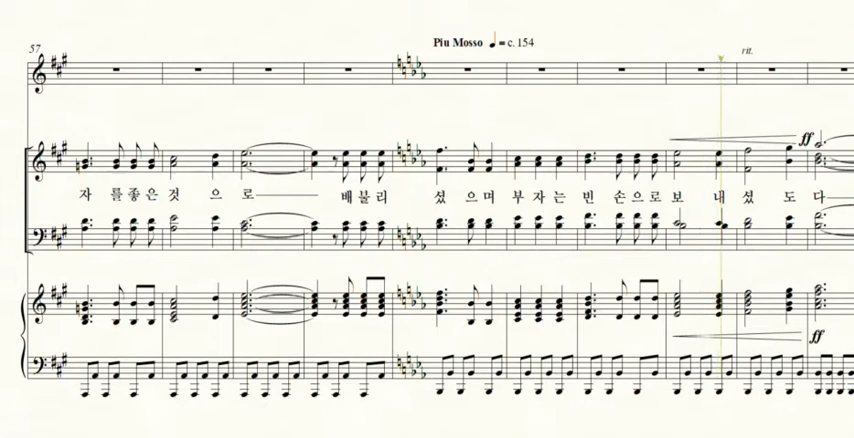 Piu Mosso ♩ = c. 154
57
rit.
ff
자 를 좋 은 것 으 로 배 불 리 셨 으 며 부 자 는 빈 손 으 로 보 내 셨 도 다
ff